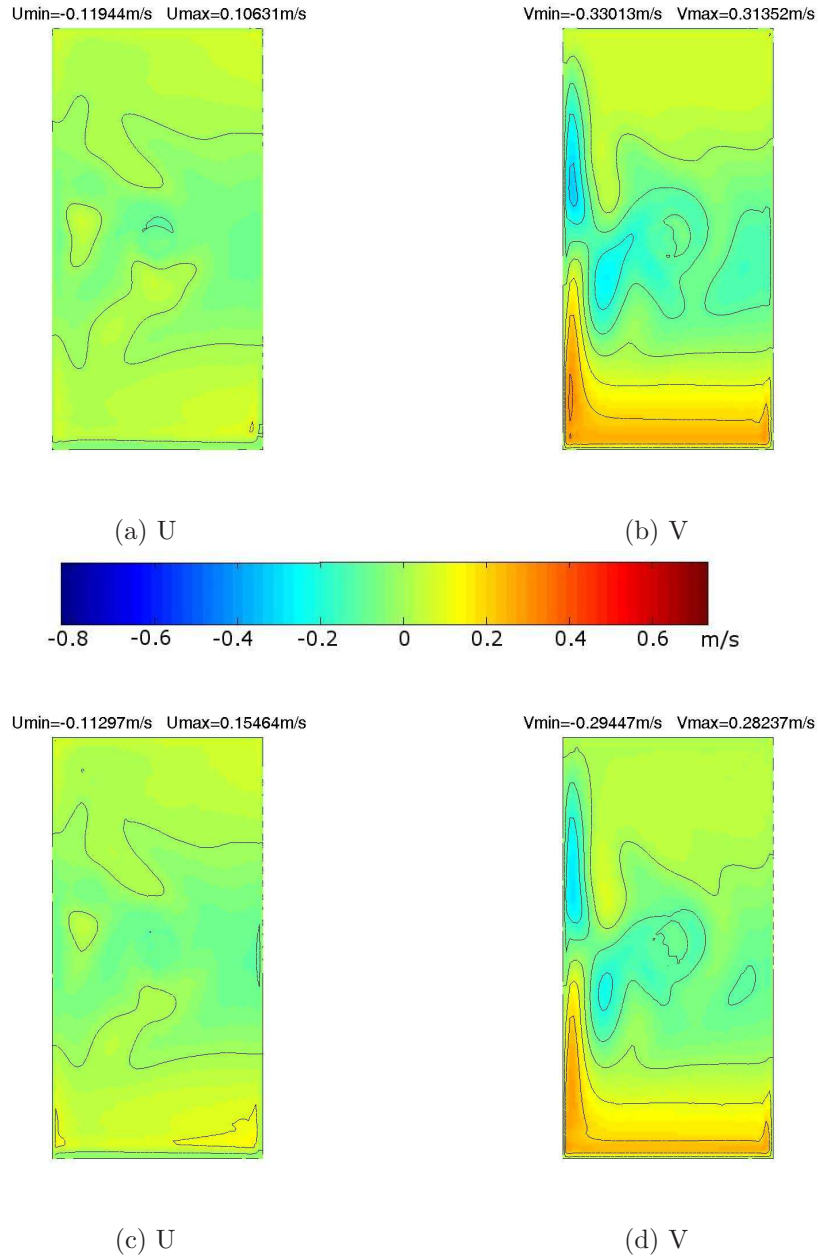 Umin=-0.11944m/s Umax=0.10631m/s
Vmin=-0.33013m/s Vmax=0.31352m/s
(a) U
(b) V
-0.8 -0.6 -0.4 -0.2 0 0.2 0.4 0.6 m/s
Umin=-0.11297m/s Umax=0.15464m/s
Vmin=-0.29447m/s Vmax=0.28237m/s
(c) U
(d) V